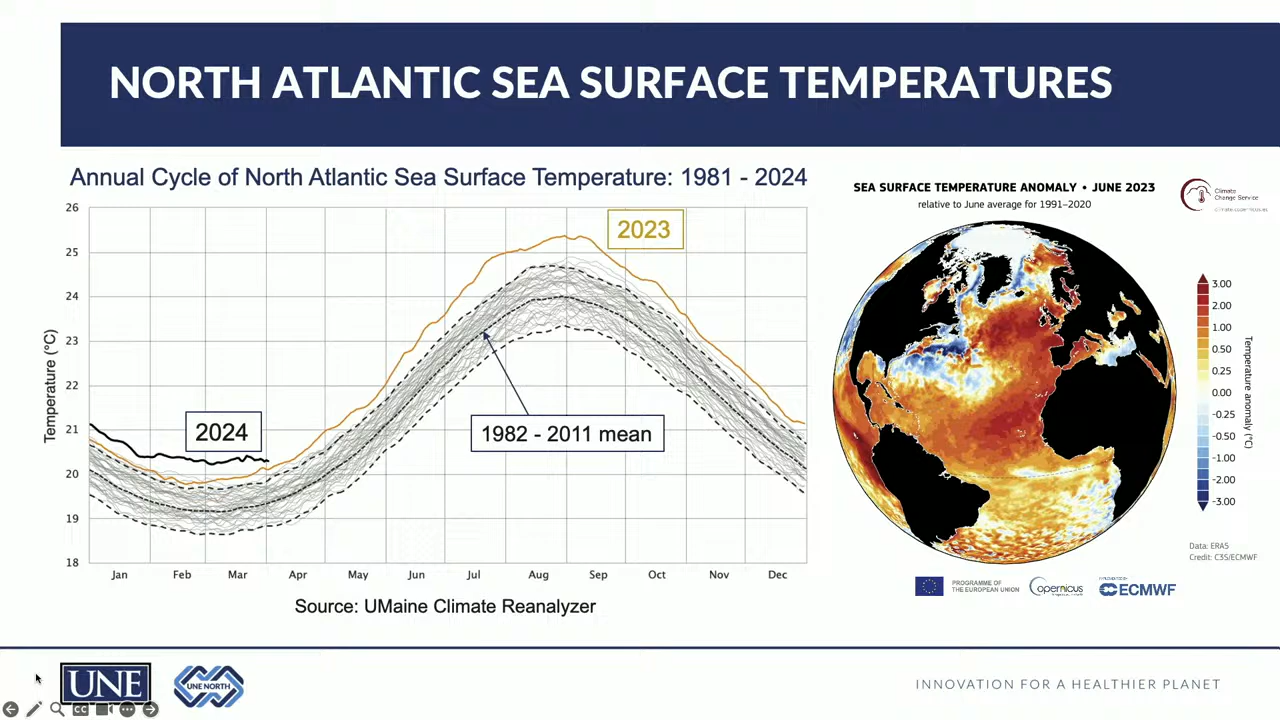 NORTH ATLANTIC SEA SURFACE TEMPERATURES
Annual Cycle of North Atlantic Sea Surface Temperature: 1981 - 2024
Temperature (°C)
26
25
24
23
22
21
20
19
18
2023
2024
1982 - 2011 mean
Jan Feb Mar Apr May Jun Jul Aug Sep Oct Nov Dec
Source: UMaine Climate Reanalyzer
SEA SURFACE TEMPERATURE ANOMALY • JUNE 2023
relative to June average for 1991–2020
Climate
Change Service
3.00
2.00
1.00
0.50
0.25
0.00
-0.25
-0.50
-1.00
-2.00
-3.00
Temperature anomaly (°C)
Data: ERA5
Credit: C3S/ECMWF
PROGRAMME OF
THE EUROPEAN UNION
opernicus
ECMWF
UNE
UNE NORTH
INNOVATION FOR A HEALTHIER PLANET
CC